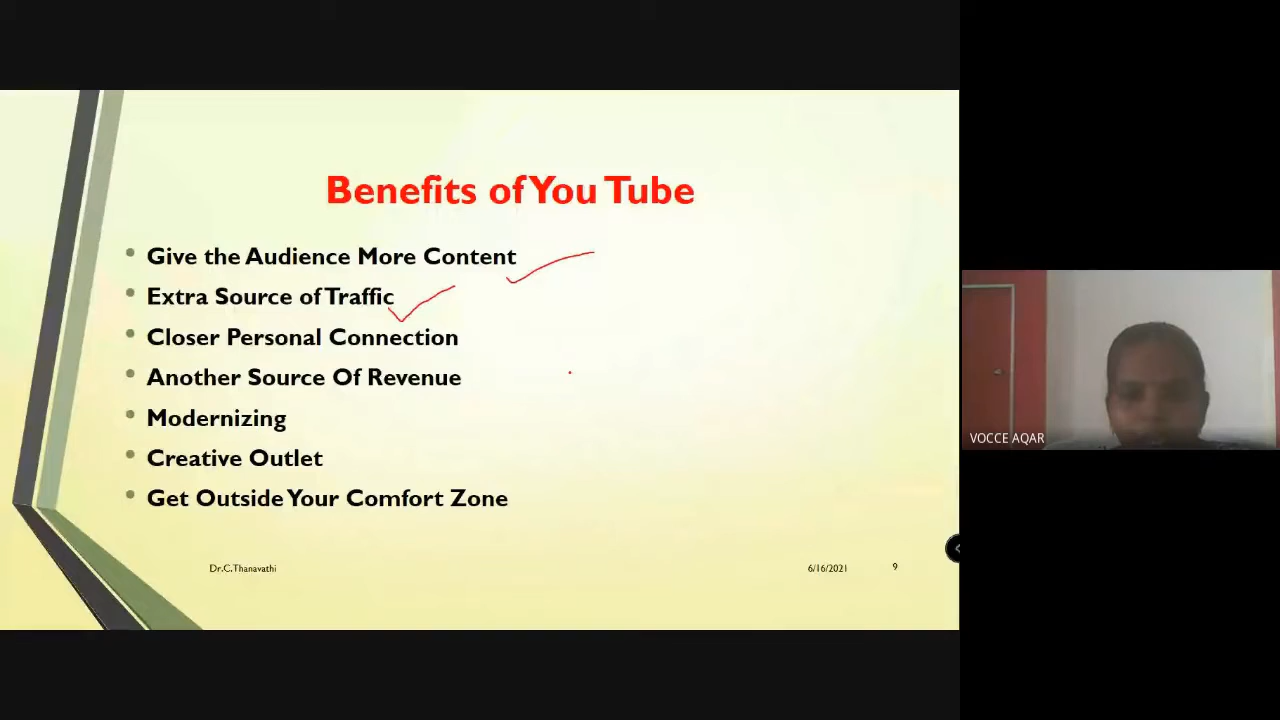 Benefits of You Tube
Give the Audience More Content
Extra Source of Traffic
Closer Personal Connection
Another Source Of Revenue
Modernizing
Creative Outlet
Get Outside Your Comfort Zone
Dr.C.Thanavathi
6/16/2021
9
VOCCE AQAR